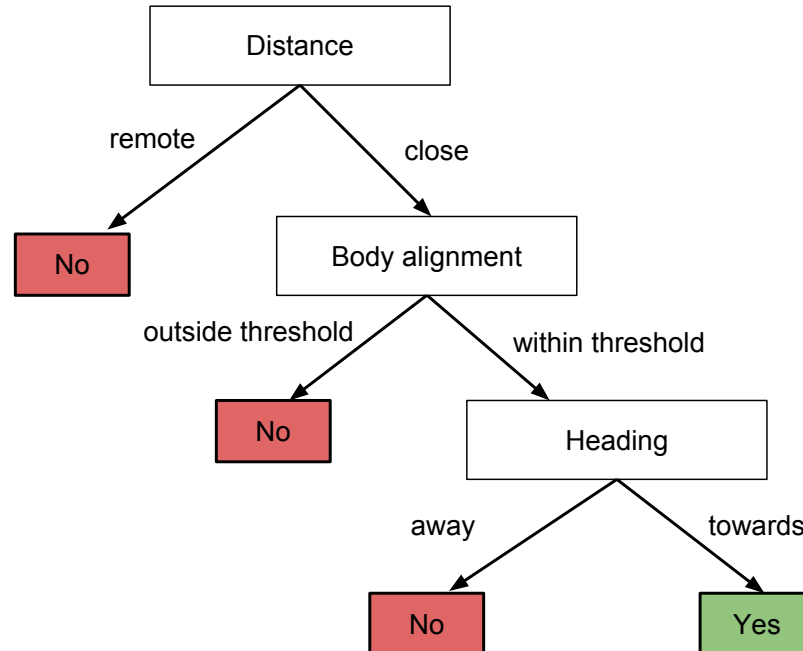 Distance
remote
close
No
Body alignment
outside threshold
within threshold
No
Heading
away
towards
No
Yes